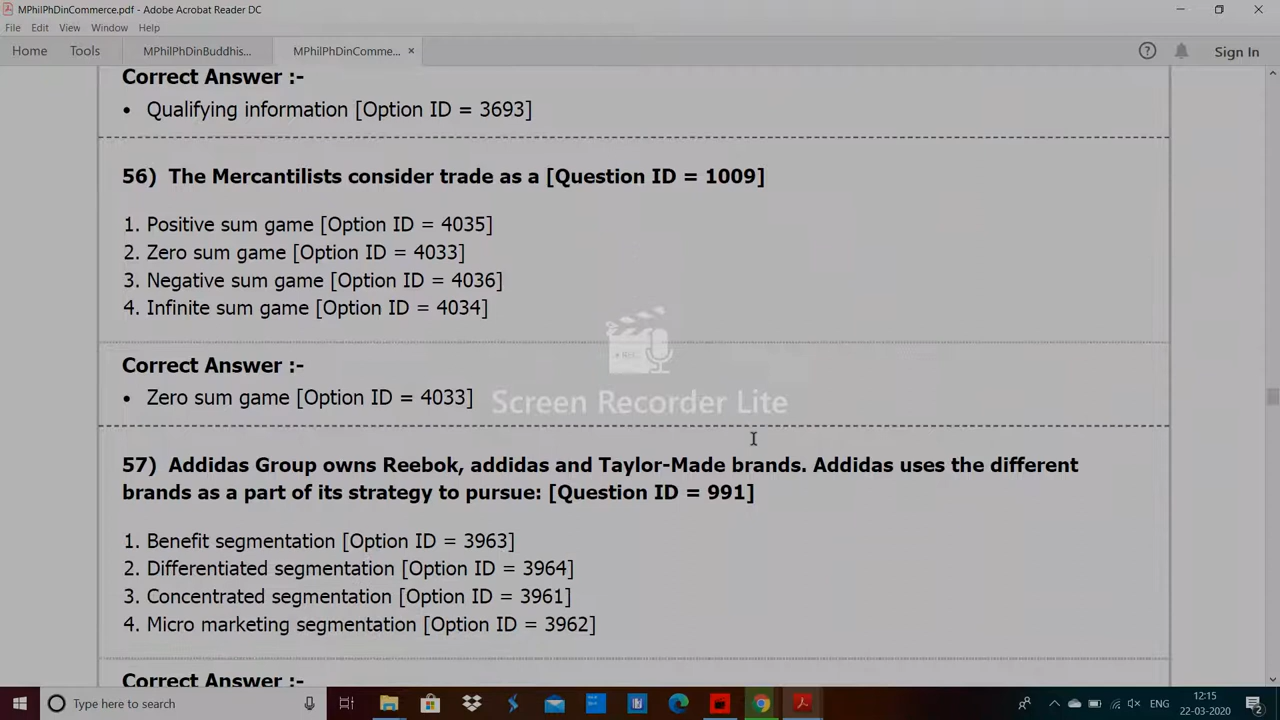 MPhilPhDinCommerce.pdf - Adobe Acrobat Reader DC
File Edit View Window Help
Home Tools MPhilPhDinBuddhis... MPhilPhDinComme... × Sign In
Correct Answer :-
• Qualifying information [Option ID = 3693]
56) The Mercantilists consider trade as a [Question ID = 1009]
1. Positive sum game [Option ID = 4035]
2. Zero sum game [Option ID = 4033]
3. Negative sum game [Option ID = 4036]
4. Infinite sum game [Option ID = 4034]
Correct Answer :-
• Zero sum game [Option ID = 4033]
Screen Recorder Lite
57) Addidas Group owns Reebok, addidas and Taylor-Made brands. Addidas uses the different
brands as a part of its strategy to pursue: [Question ID = 991]
1. Benefit segmentation [Option ID = 3963]
2. Differentiated segmentation [Option ID = 3964]
3. Concentrated segmentation [Option ID = 3961]
4. Micro marketing segmentation [Option ID = 3962]
Correct Answer :-
Type here to search
ENG
12:15
22-03-2020
2